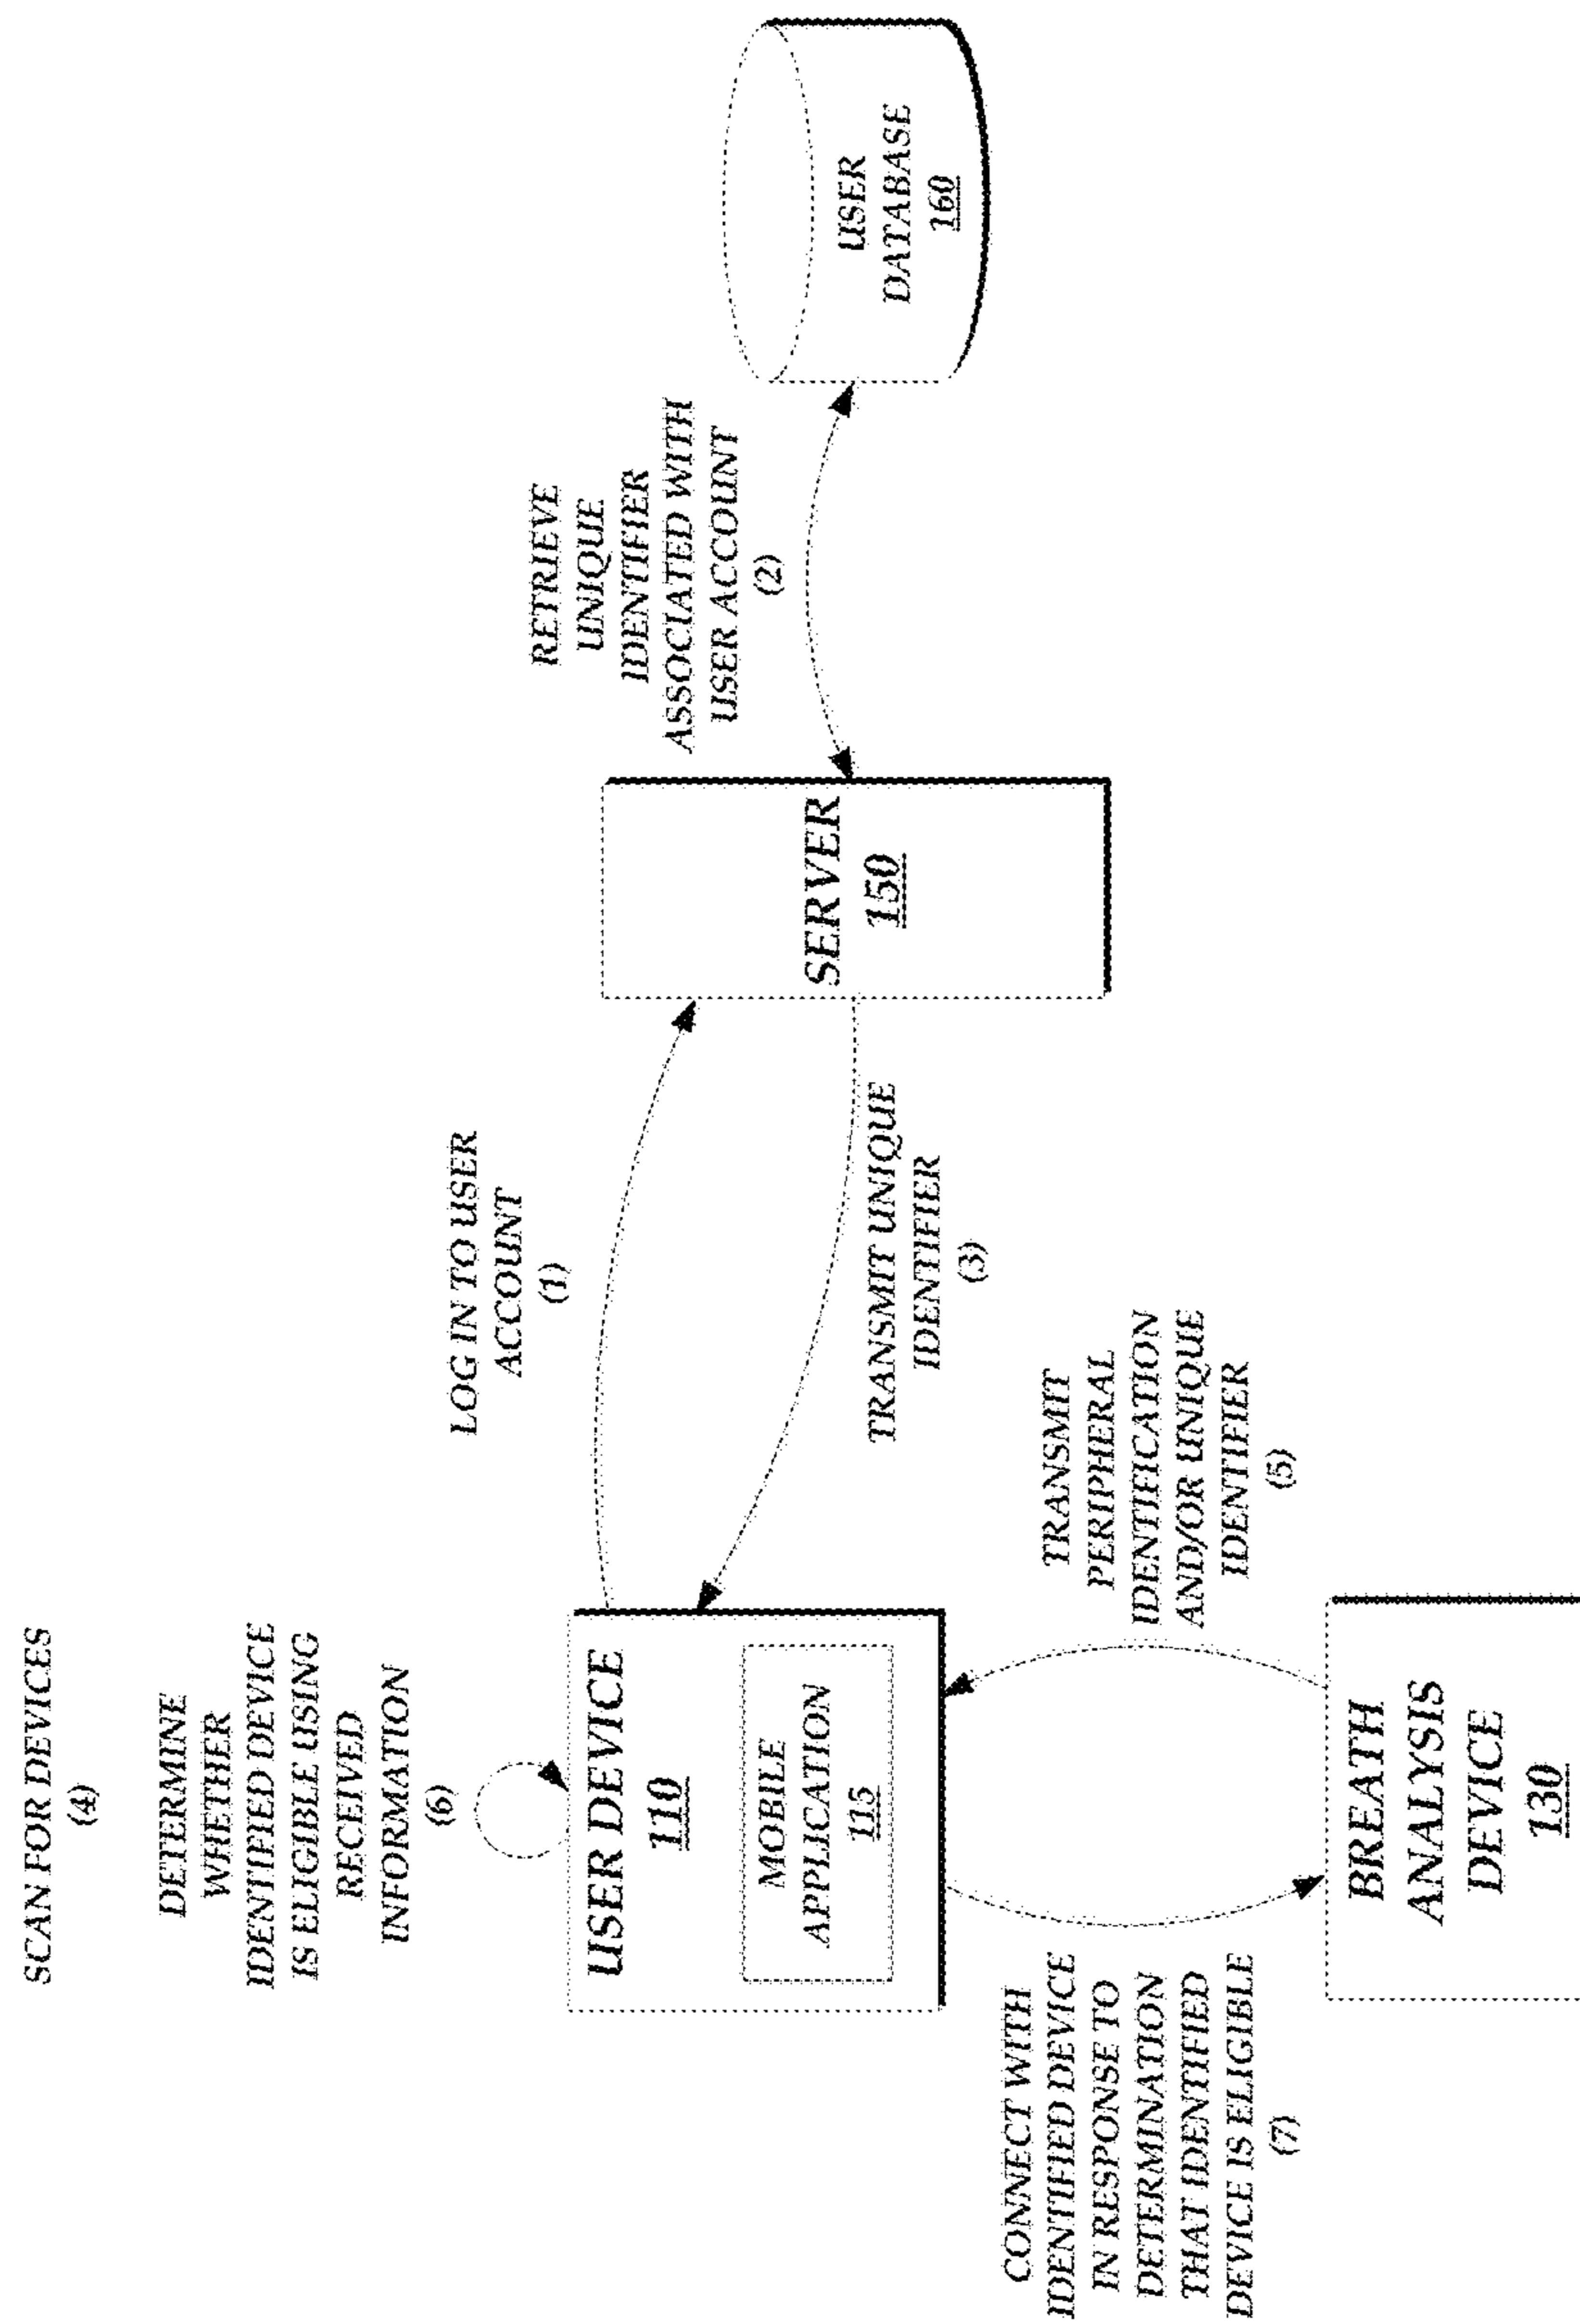 SCAN FOR DEVICES
(4)
DETERMINE
WHETHER
IDENTIFIED DEVICE
IS ELIGIBLE USING
RECEIVED
INFORMATION
(6)
LOG IN TO USER
ACCOUNT
(1)
RETRIEVE
UNIQUE
IDENTIFIER
ASSOCIATED WITH
USER ACCOUNT
(2)
USER DEVICE
110
MOBILE
APPLICATION
115
SERVER
150
USER
DATABASE
160
TRANSMIT UNIQUE
IDENTIFIER
(3)
CONNECT WITH
IDENTIFIED DEVICE
IN RESPONSE TO
DETERMINATION
THAT IDENTIFIED
DEVICE IS ELIGIBLE
(7)
TRANSMIT
PERIPHERAL
IDENTIFICATION
AND/OR UNIQUE
IDENTIFIER
(5)
BREATH
ANALYSIS
DEVICE
130